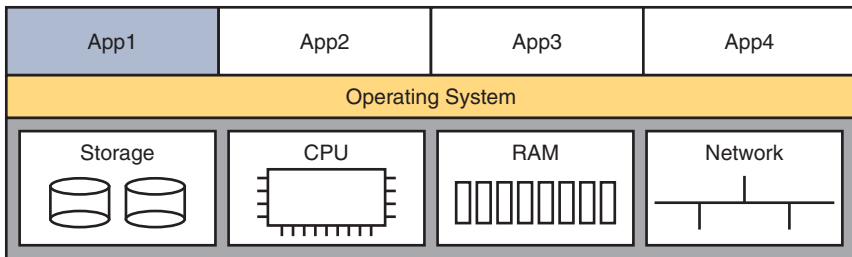 App1 App2 App3 App4
Operating System
Storage CPU RAM Network